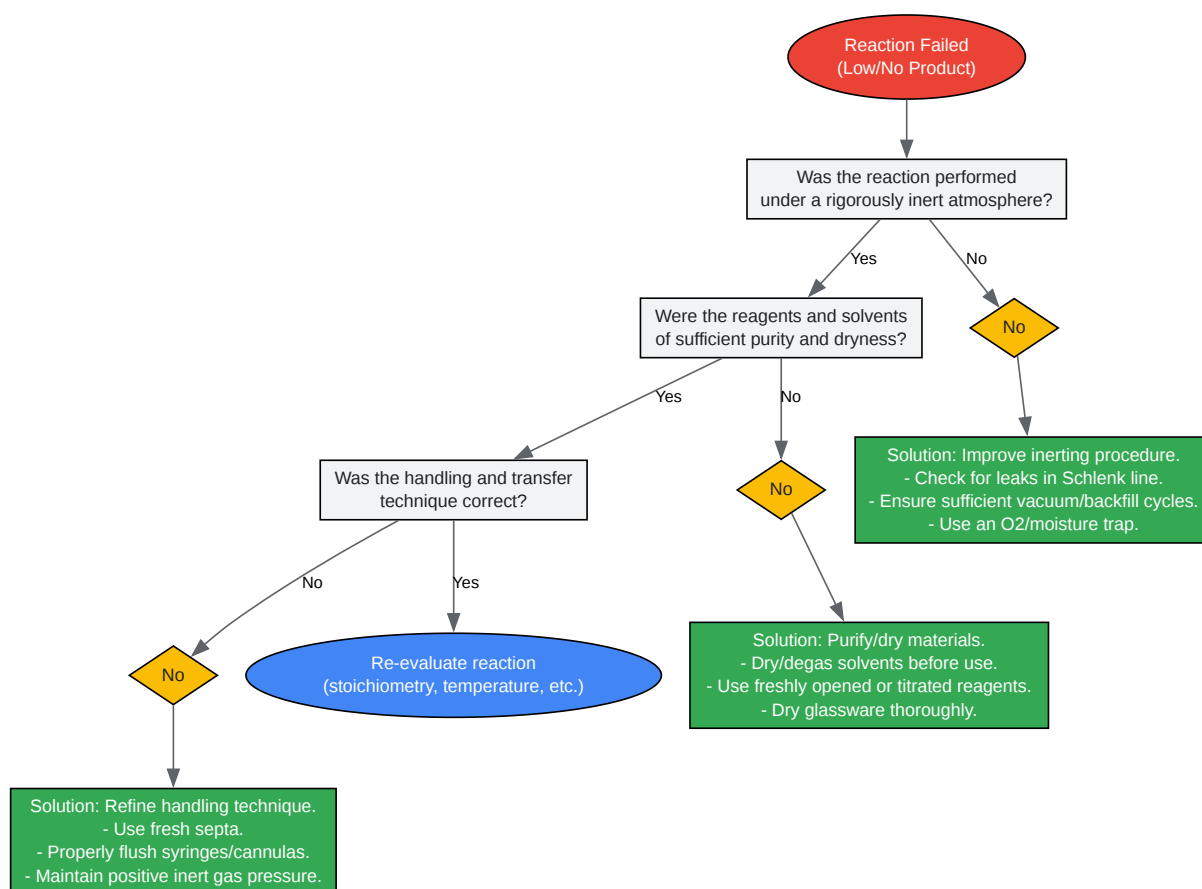 Reaction Failed
(Low/No Product)
Was the reaction performed
under a rigorously inert atmosphere?
Yes
No
Were the reagents and solvents
of sufficient purity and dryness?
No
Yes
No
Solution: Improve inerting procedure.
- Check for leaks in Schlenk line.
- Ensure sufficient vacuum/backfill cycles.
- Use an O2/moisture trap.
Was the handling and transfer
technique correct?
No
No
Yes
Solution: Purify/dry materials.
- Dry/degas solvents before use.
- Use freshly opened or titrated reagents.
- Dry glassware thoroughly.
No
Re-evaluate reaction
(stoichiometry, temperature, etc.)
Solution: Refine handling technique.
- Use fresh septa.
- Properly flush syringes/cannulas.
- Maintain positive inert gas pressure.